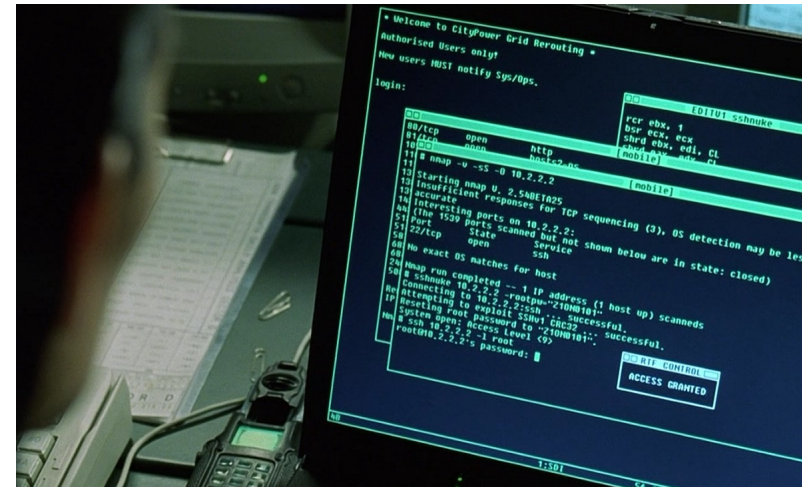 * Welcome to CityPower Grid Rerouting *
Authorised Users only!
New users MUST notify Sys/Ops.
login:
EDITV1 sshnuke
rcr ebx, 1
bsr ecx, ecx
shrd ebx, edi, CL
80/tcp open http
[mobile]
[mobile]
# nmap -v -sS -O 10.2.2.2
Starting nmap V. 2.54BETA25
Insufficient responses for TCP sequencing (3), OS detection may be les
accurate
Interesting ports on 10.2.2.2:
(The 1539 ports scanned but not shown below are in state: closed)
Port State Service
22/tcp open ssh
No exact OS matches for host
Nmap run completed -- 1 IP address (1 host up) scanneds
# sshnuke 10.2.2.2 -rootpw="Z1ON0101"
Connecting to 10.2.2.2:ssh ... successful.
Attempting to exploit SSHv1 CRC32 ... successful.
Reseting root password to "Z1ON0101".
System open: Access Level <9>
# ssh 10.2.2.2 -l root
root@10.2.2.2's password:
RTF CONTROL
ACCESS GRANTED